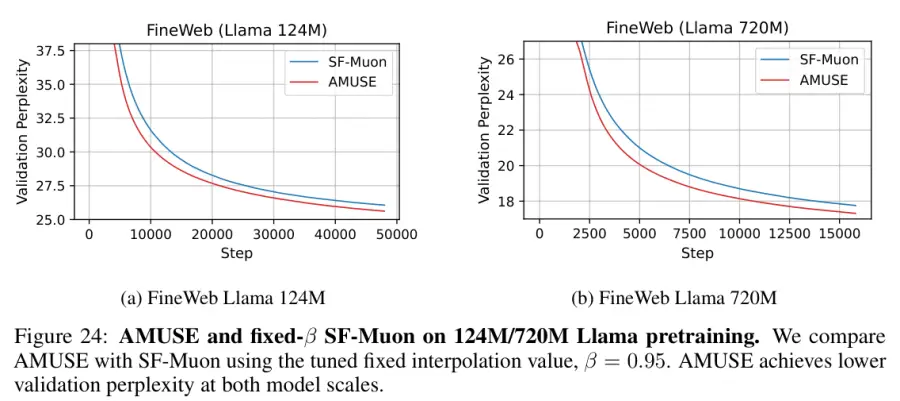 FineWeb (Llama 124M)
37.5
35.0
32.5
30.0
27.5
25.0
Validation Perplexity
SF-Muon
AMUSE
0 10000 20000 30000 40000 50000
Step
(a) FineWeb Llama 124M
FineWeb (Llama 720M)
26
24
22
20
18
Validation Perplexity
SF-Muon
AMUSE
0 2500 5000 7500 10000 12500 15000
Step
(b) FineWeb Llama 720M
Figure 24: AMUSE and fixed-β SF-Muon on 124M/720M Llama pretraining. We compare
AMUSE with SF-Muon using the tuned fixed interpolation value, β = 0.95. AMUSE achieves lower
validation perplexity at both model scales.